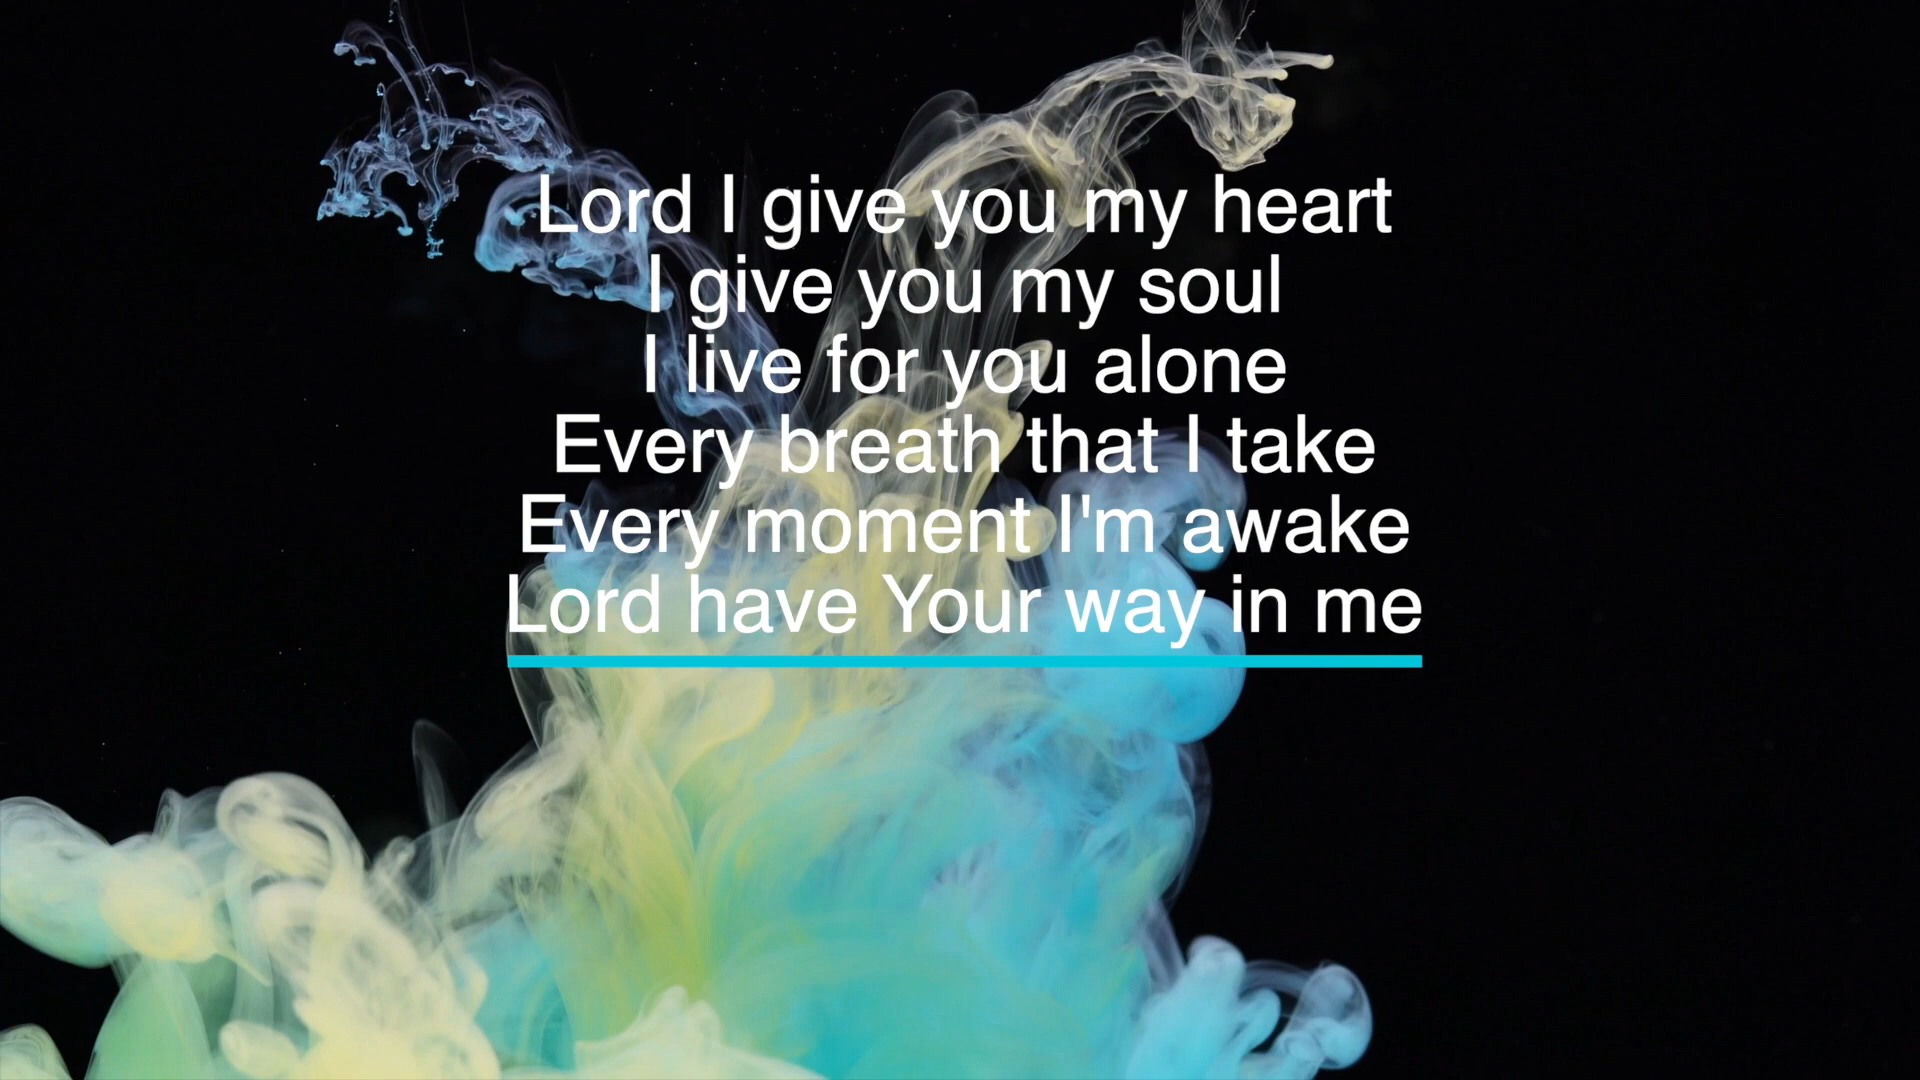 Lord I give you my heart
I give you my soul
I live for you alone
Every breath that I take
Every moment I'm awake
Lord have Your way in me